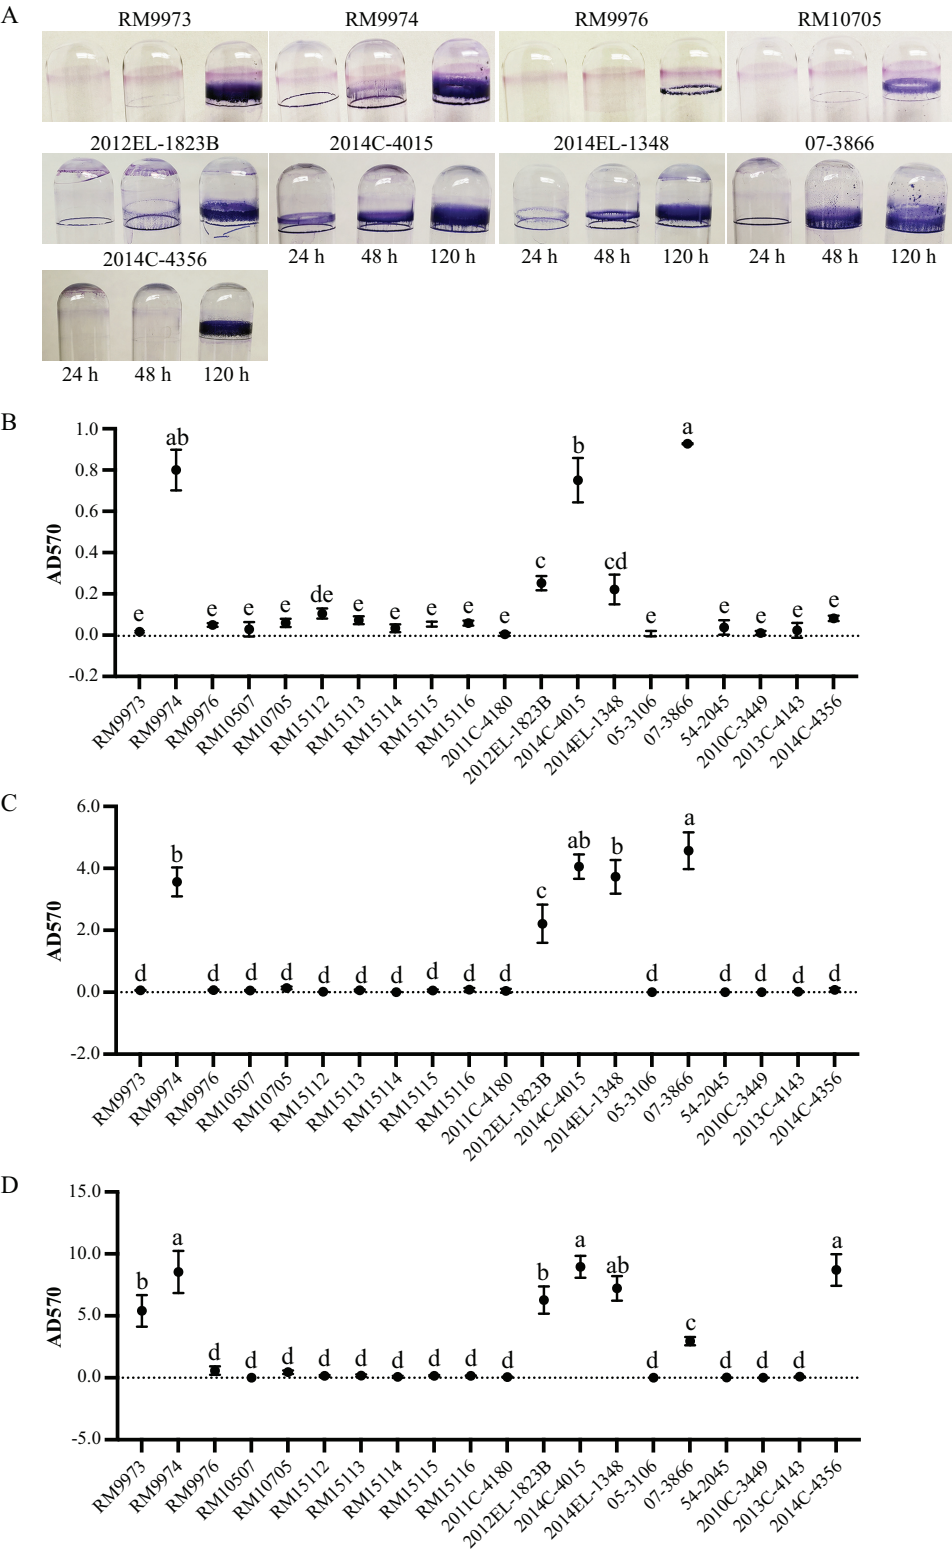 A
RM9973 RM9974 RM9976 RM10705
2012EL-1823B 2014C-4015 2014EL-1348 07-3866
24 h 48 h 120 h 24 h 48 h 120 h 24 h 48 h 120 h
2014C-4356
24 h 48 h 120 h
B
1.0
0.8
0.6
0.4
0.2
0.0
-0.2
AD570
e ab e e e de e e e e e c b cd e a e e e e
RM9973 RM9974 RM9976 RM10507 RM10705 RM15112 RM15113 RM15114 RM15115 RM15116 2011C-4180 2012EL-1823B 2014C-4015 2014EL-1348 05-3106 07-3866 54-2045 2010C-3449 2013C-4143 2014C-4356
C
6.0
4.0
2.0
0.0
-2.0
AD570
d b d d d d d d d d d c ab b d a d d d d
RM9973 RM9974 RM9976 RM10507 RM10705 RM15112 RM15113 RM15114 RM15115 RM15116 2011C-4180 2012EL-1823B 2014C-4015 2014EL-1348 05-3106 07-3866 54-2045 2010C-3449 2013C-4143 2014C-4356
D
15.0
10.0
5.0
0.0
-5.0
AD570
b a d d d d d d d d d b a ab d c d d d a
RM9973 RM9974 RM9976 RM10507 RM10705 RM15112 RM15113 RM15114 RM15115 RM15116 2011C-4180 2012EL-1823B 2014C-4015 2014EL-1348 05-3106 07-3866 54-2045 2010C-3449 2013C-4143 2014C-4356